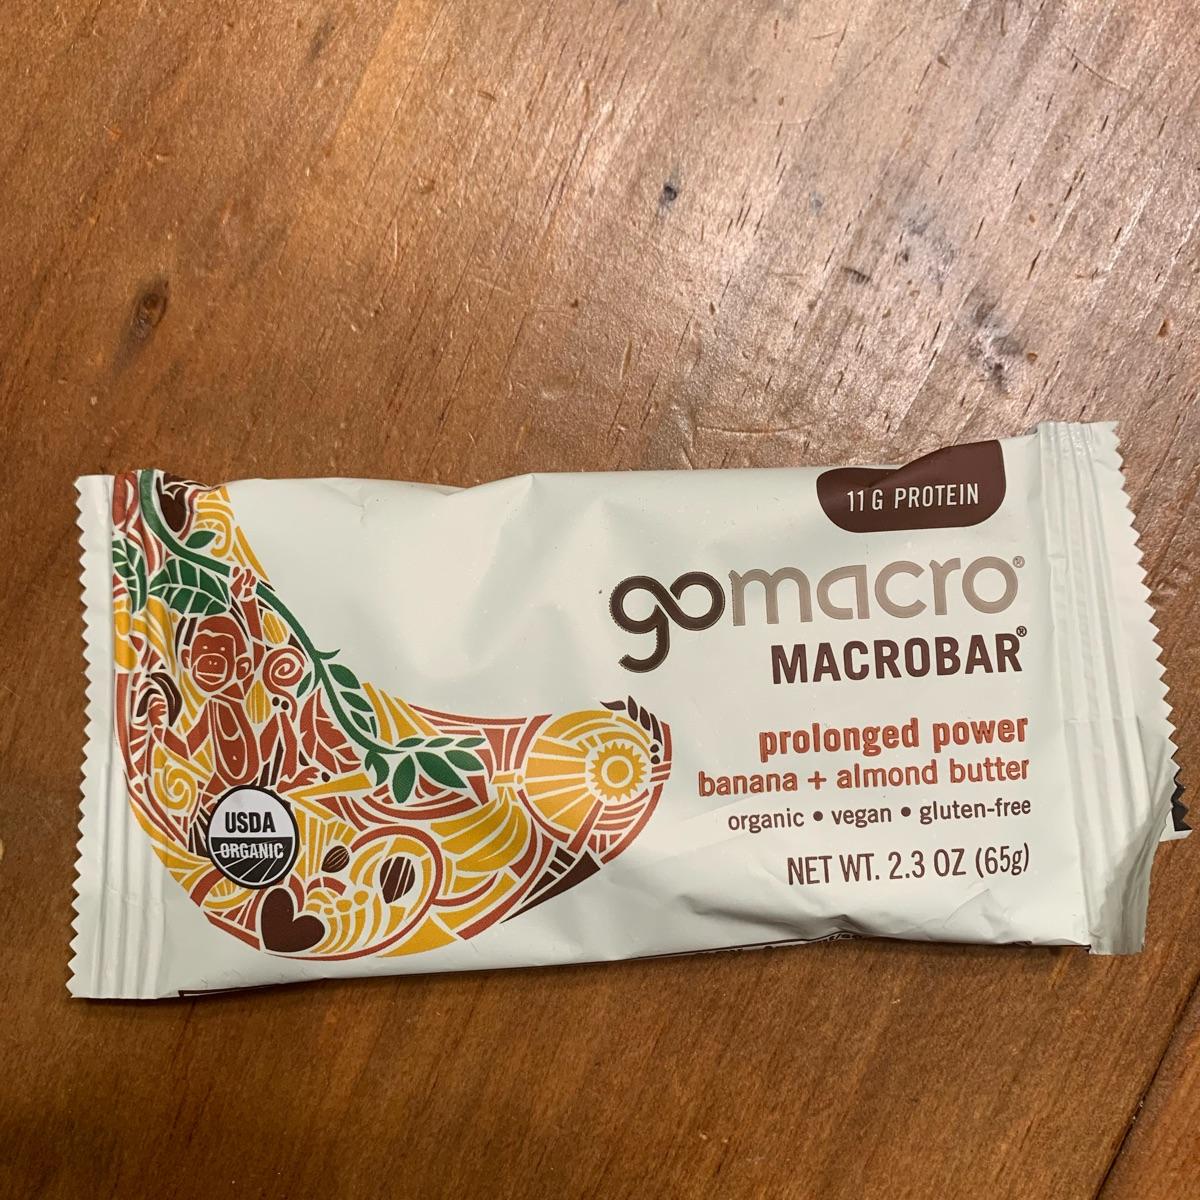 11 G PROTEIN
gomacro®
MACROBAR®
prolonged power
banana + almond butter
organic • vegan • gluten-free
NET WT. 2.3 OZ (65g)
USDA
ORGANIC